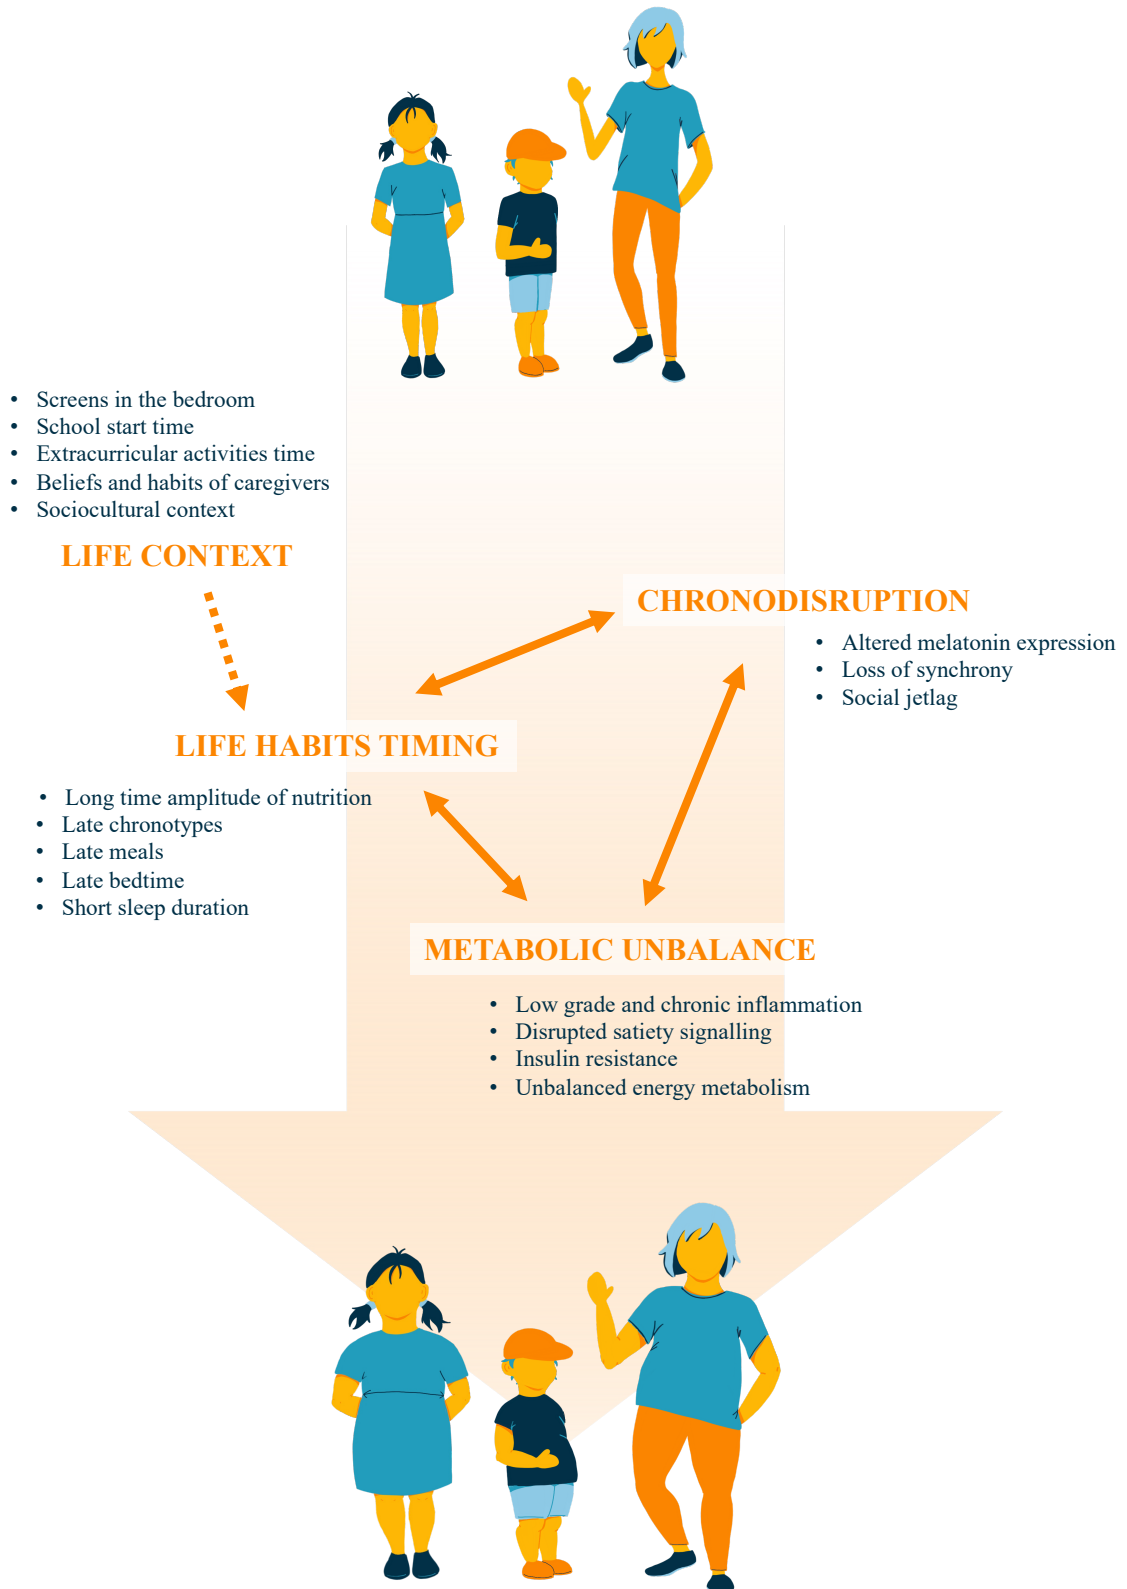 • Screens in the bedroom
• School start time
• Extracurricular activities time
• Beliefs and habits of caregivers
• Sociocultural context
LIFE CONTEXT
CHRONODISRUPTION
• Altered melatonin expression
• Loss of synchrony
• Social jetlag
LIFE HABITS TIMING
• Long time amplitude of nutrition
• Late chronotypes
• Late meals
• Late bedtime
• Short sleep duration
METABOLIC UNBALANCE
• Low grade and chronic inflammation
• Disrupted satiety signalling
• Insulin resistance
• Unbalanced energy metabolism